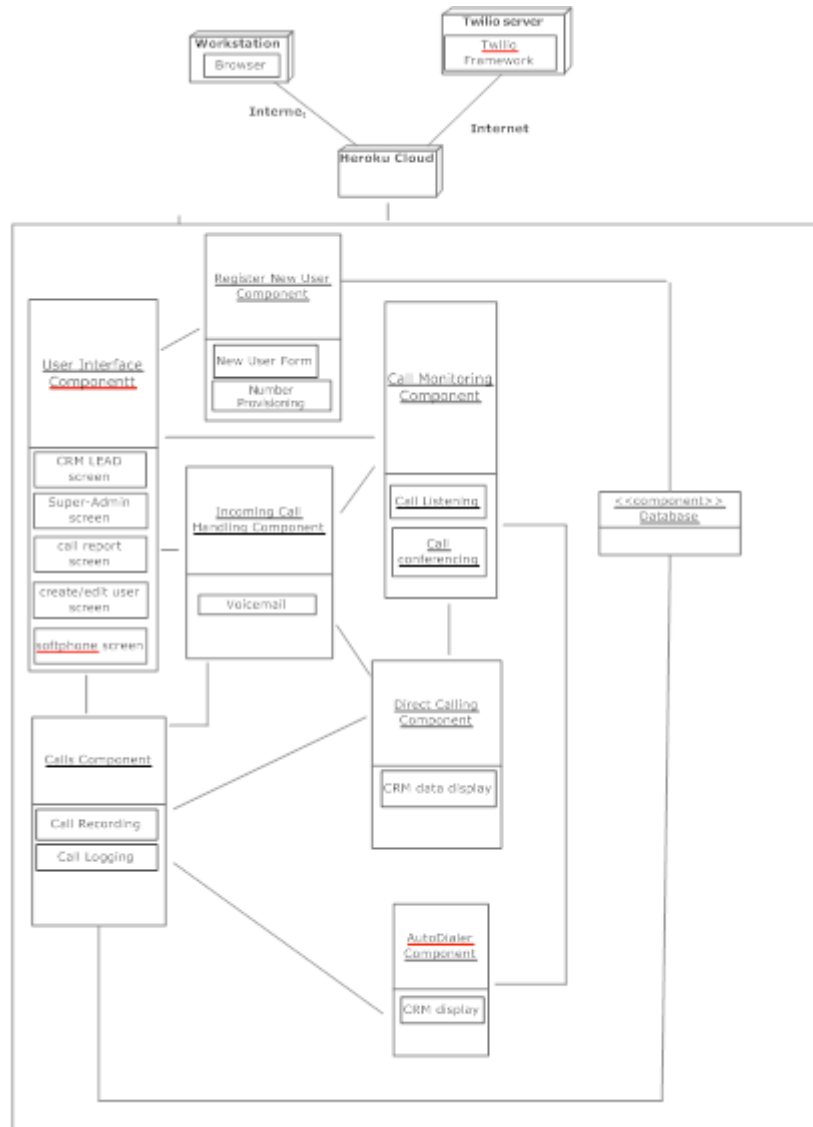 Workstation
Browser
Twilio server
Twilio
Framework
Internet
Internet
Heroku Cloud
Register New User
Component
New User Form
Number
Provisioning
User Interface
Componentt
CRM LEAD
screen
Super-Admin
screen
call report
screen
create/edit user
screen
softphone screen
Call Monitoring
Component
Call Listening
Call
conferencing
Incoming Call
Handling Component
Voicemail
<<component>>
Database
Direct Calling
Component
CRM data display
Calls Component
Call Recording
Call Logging
AutoDialer
Component
CRM display